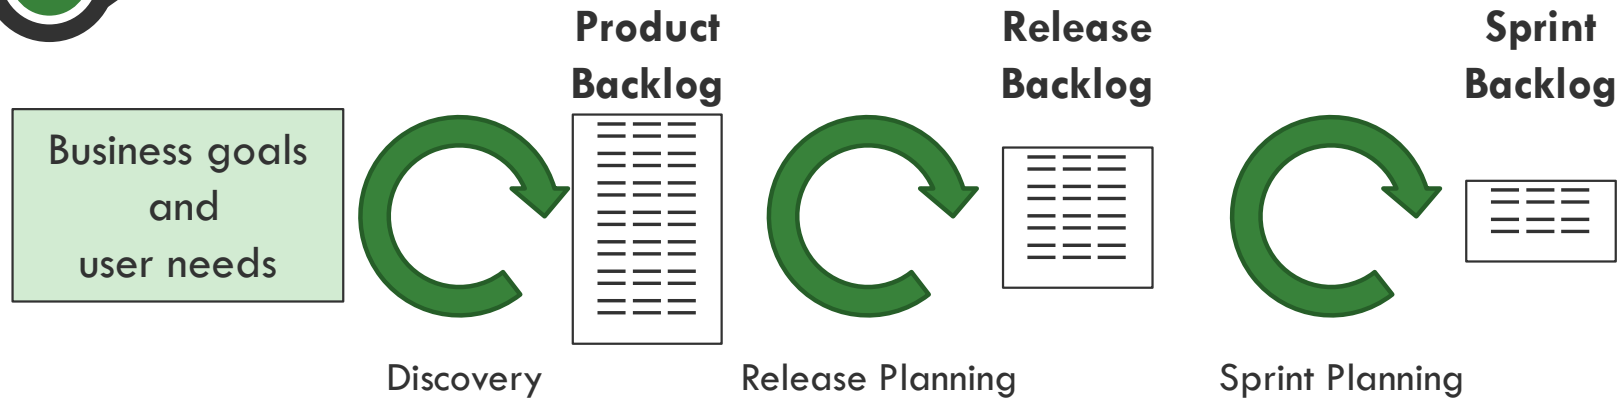 Product
Backlog
Release
Backlog
Sprint
Backlog
Business goals
and
user needs
Discovery
Release Planning
Sprint Planning